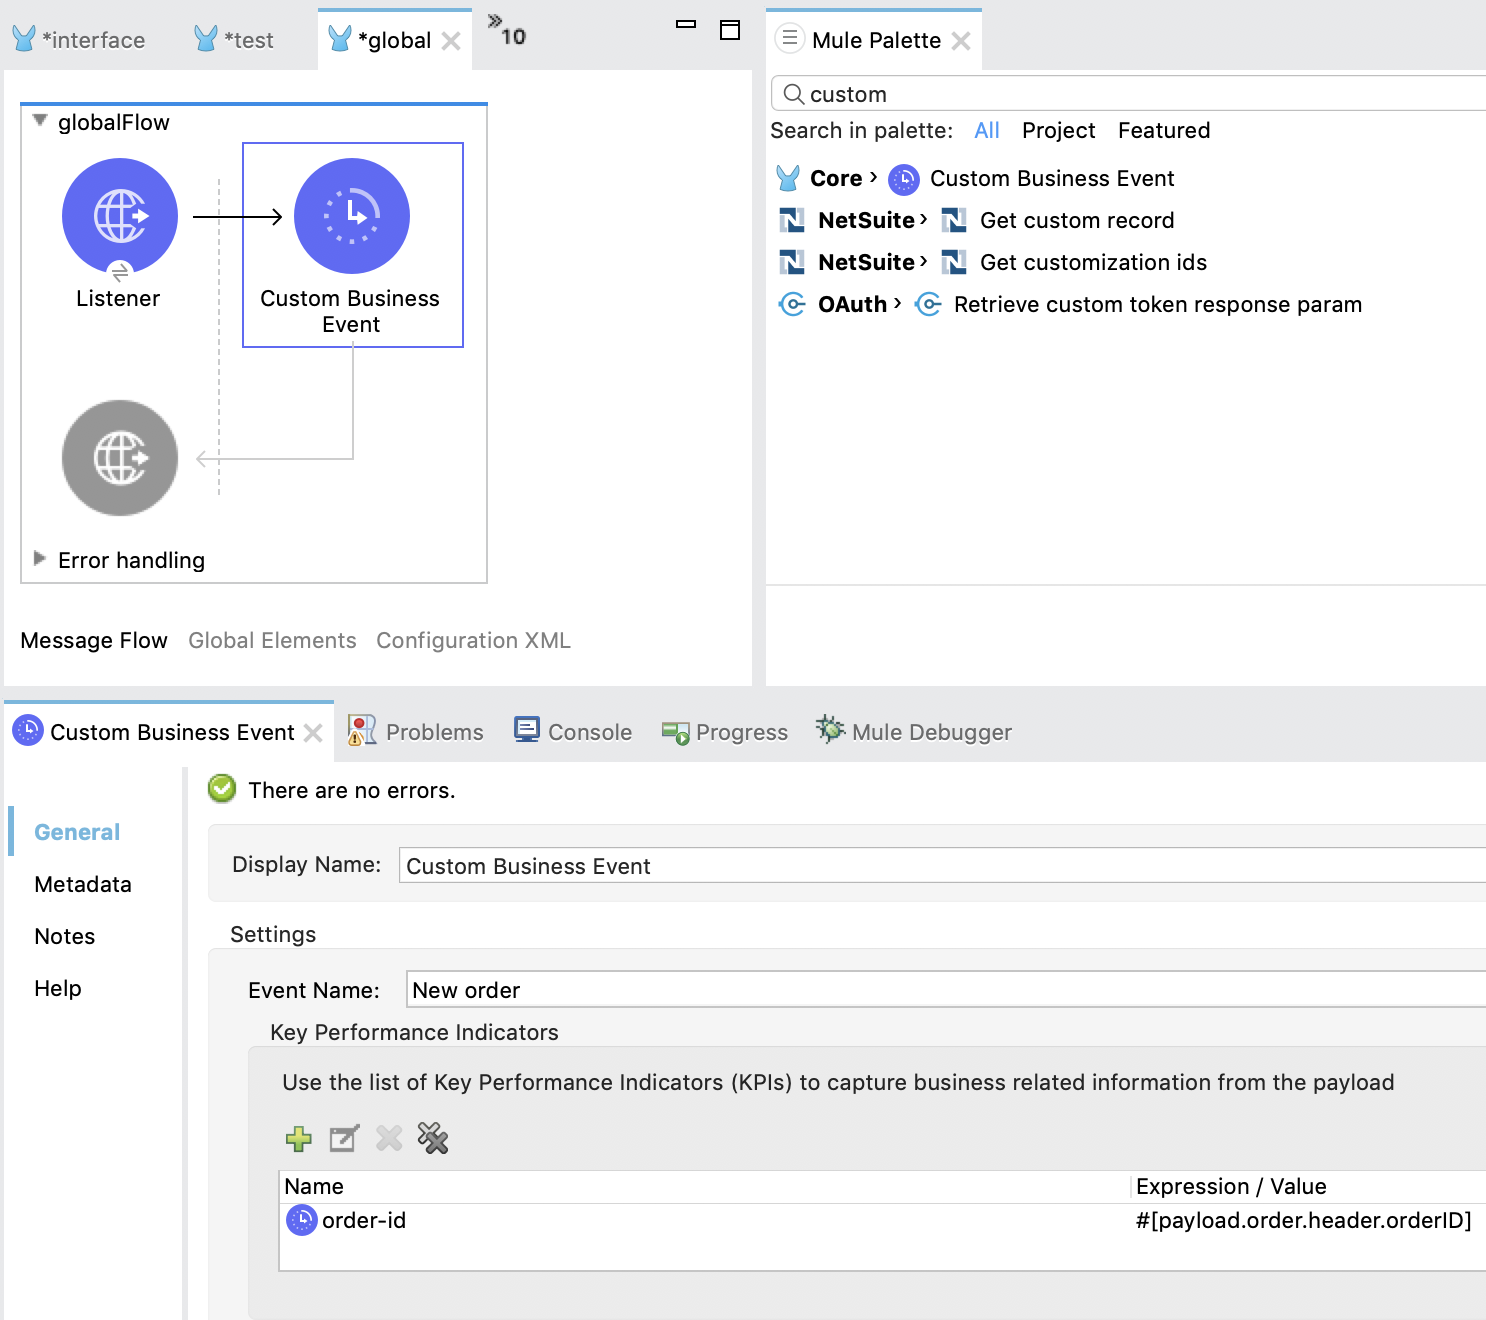 *interface
*test
*global
10
globalFlow
Listener
Custom Business
Event
Error handling
Message Flow
Global Elements
Configuration XML
Mule Palette
custom
Search in palette: All Project Featured
Core › Custom Business Event
NetSuite › Get custom record
NetSuite › Get customization ids
OAuth › Retrieve custom token response param
Custom Business Event
Problems
Console
Progress
Mule Debugger
General
Metadata
Notes
Help
There are no errors.
Display Name: Custom Business Event
Settings
Event Name: New order
Key Performance Indicators
Use the list of Key Performance Indicators (KPIs) to capture business related information from the payload
Name Expression / Value
order-id #[payload.order.header.orderID]